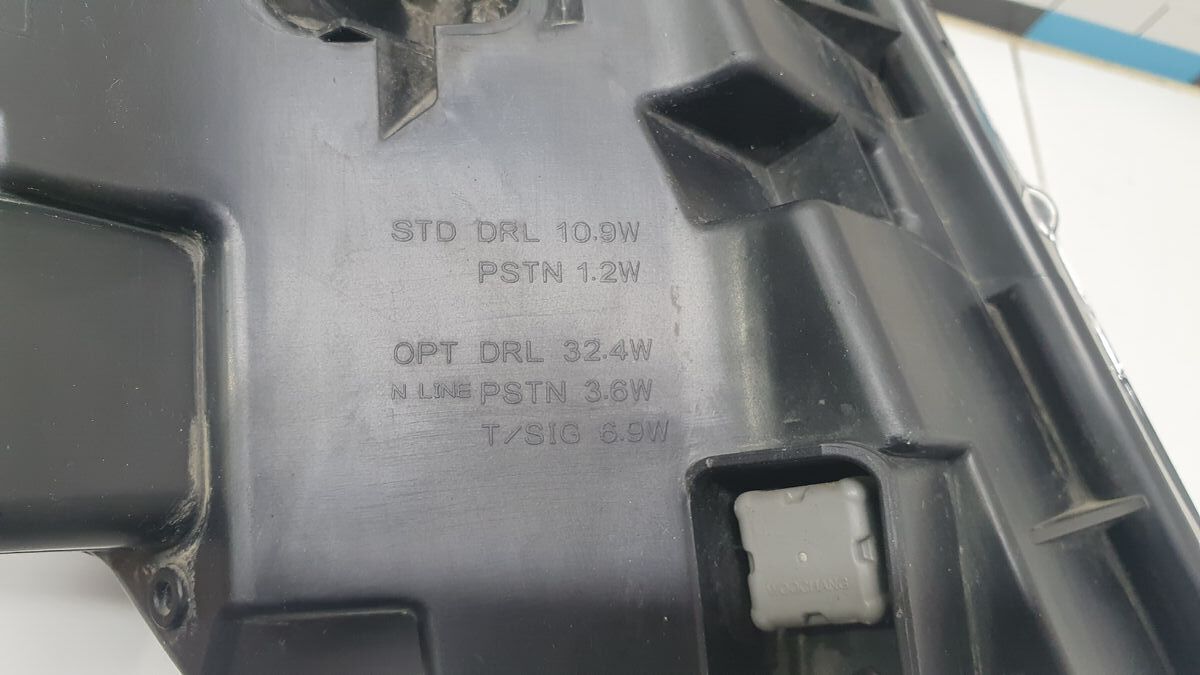 STD DRL 10.9W
PSTN 1.2W
OPT DRL 32.4W
N LINE PSTN 3.6W
T/SIG 6.9W
WOOCHANG